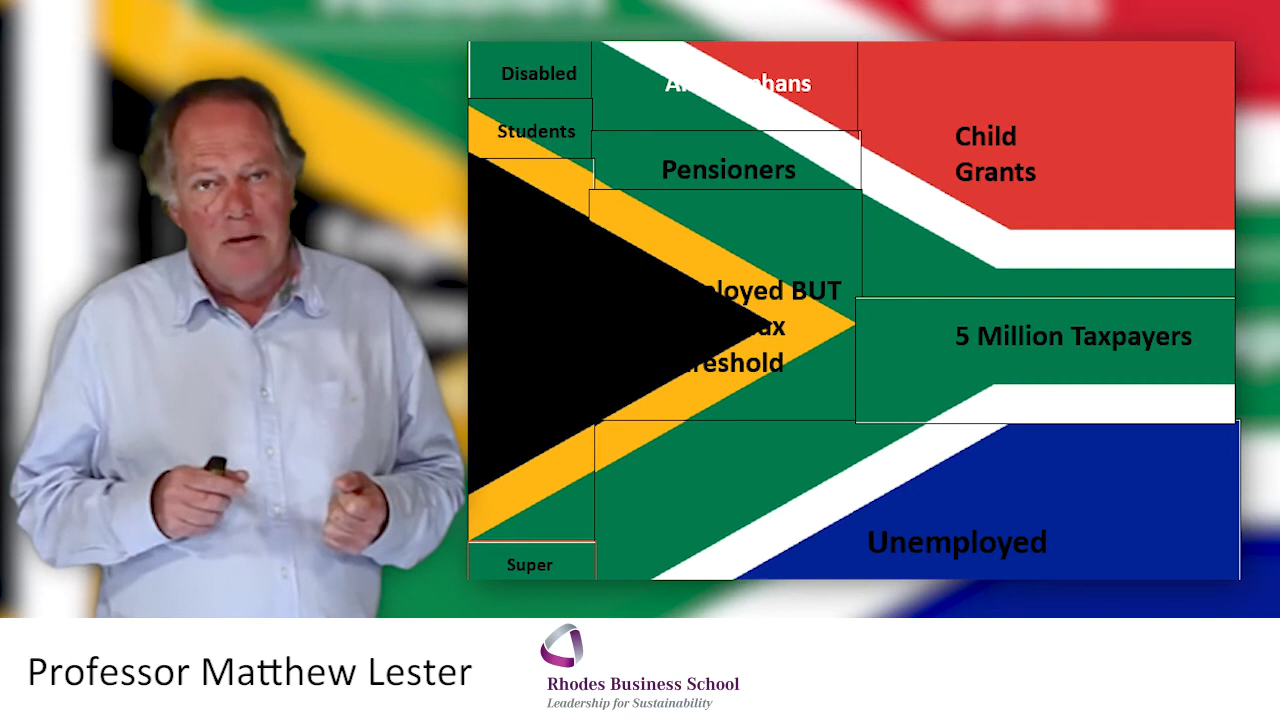 Disabled
Students
Pensioners
Child
Grants
BUT
5 Million Taxpayers
Unemployed
Super
Professor Matthew Lester
Rhodes Business School
Leadership for Sustainability